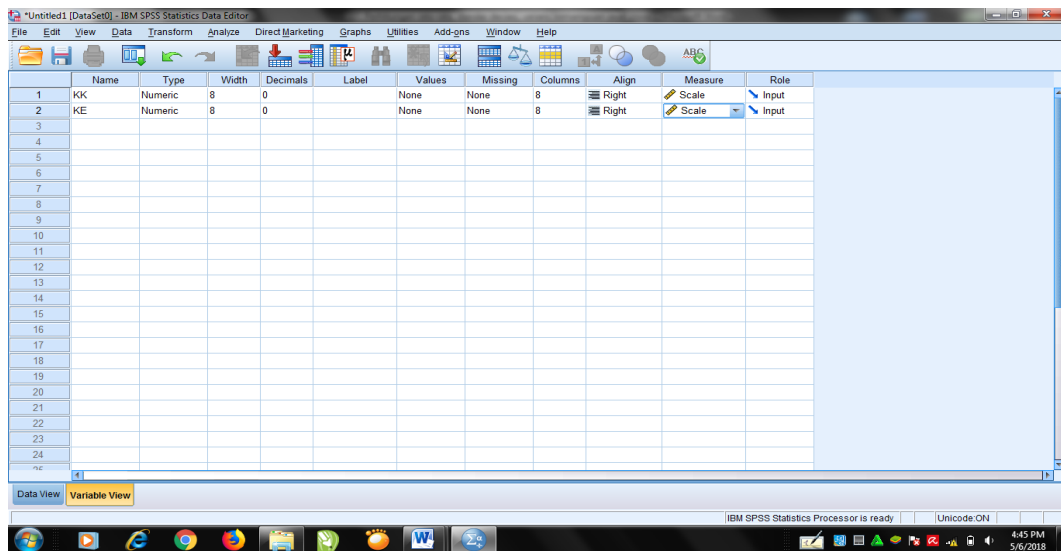 *Untitled1 [DataSet0] - IBM SPSS Statistics Data Editor
File Edit View Data Transform Analyze Direct Marketing Graphs Utilities Add-ons Window Help
Name Type Width Decimals Label Values Missing Columns Align Measure Role
1 KK Numeric 8 0 None None 8 Right Scale Input
2 KE Numeric 8 0 None None 8 Right Scale Input
3
4
5
6
7
8
9
10
11
12
13
14
15
16
17
18
19
20
21
22
23
24
Data View Variable View
IBM SPSS Statistics Processor is ready Unicode:ON
4:45 PM
5/6/2018